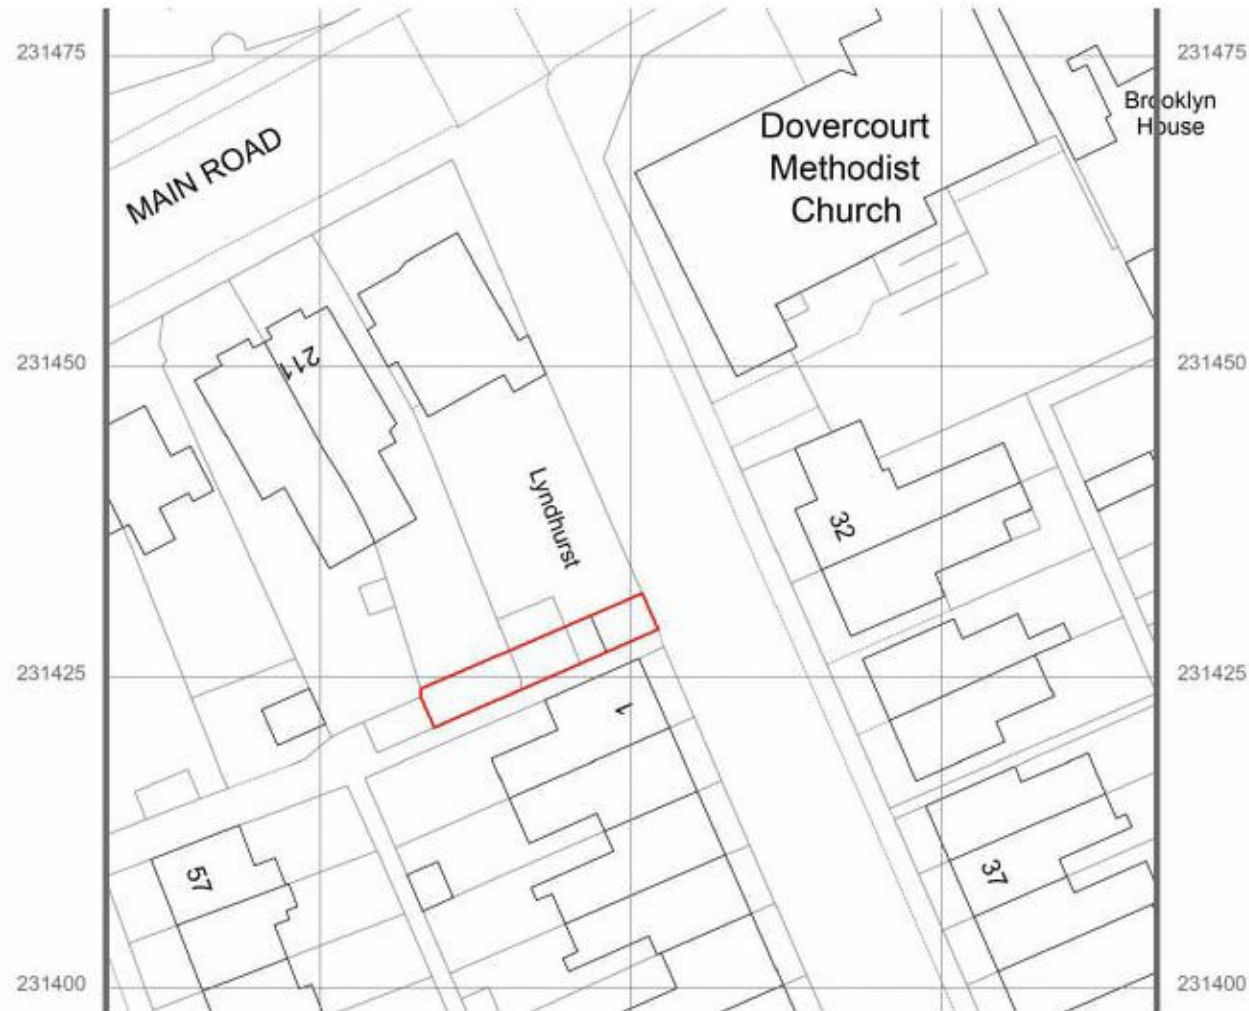 231475
231475
Brooklyn
House
Dovercourt
Methodist
Church
MAIN ROAD
211
231450
231450
Lyndhurst
32
231425
231425
1
57
37
231400
231400